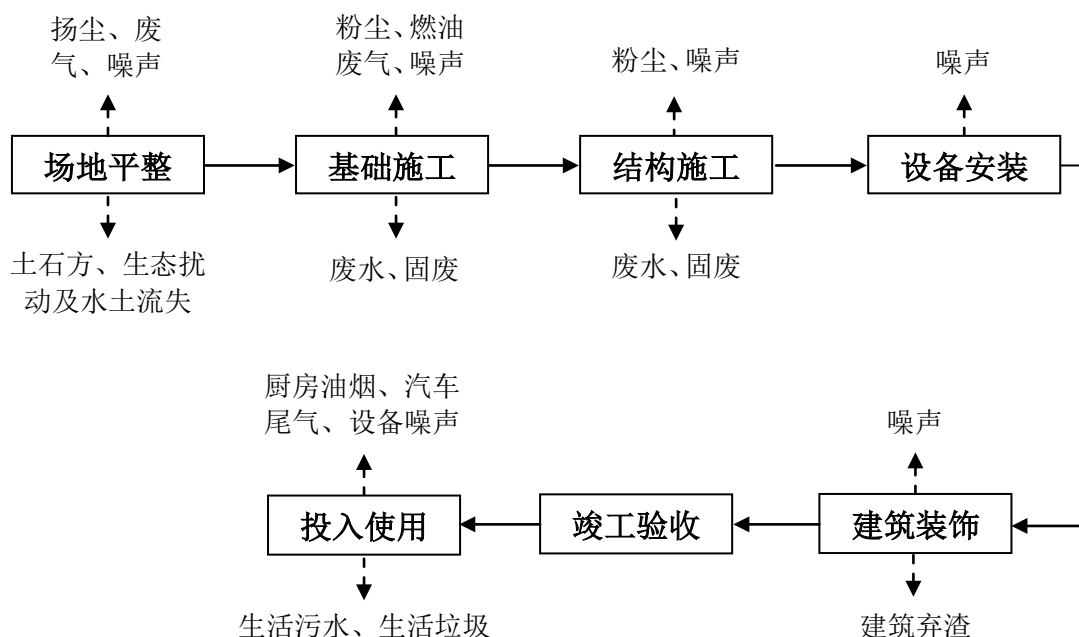 扬尘、废
气、噪声
粉尘、燃油
废气、噪声
粉尘、噪声
噪声
场地平整
基础施工
结构施工
设备安装
土石方、生态扰
动及水土流失
废水、固废
废水、固废
厨房油烟、汽车
尾气、设备噪声
噪声
投入使用
竣工验收
建筑装饰
生活污水、生活垃圾
建筑弃渣